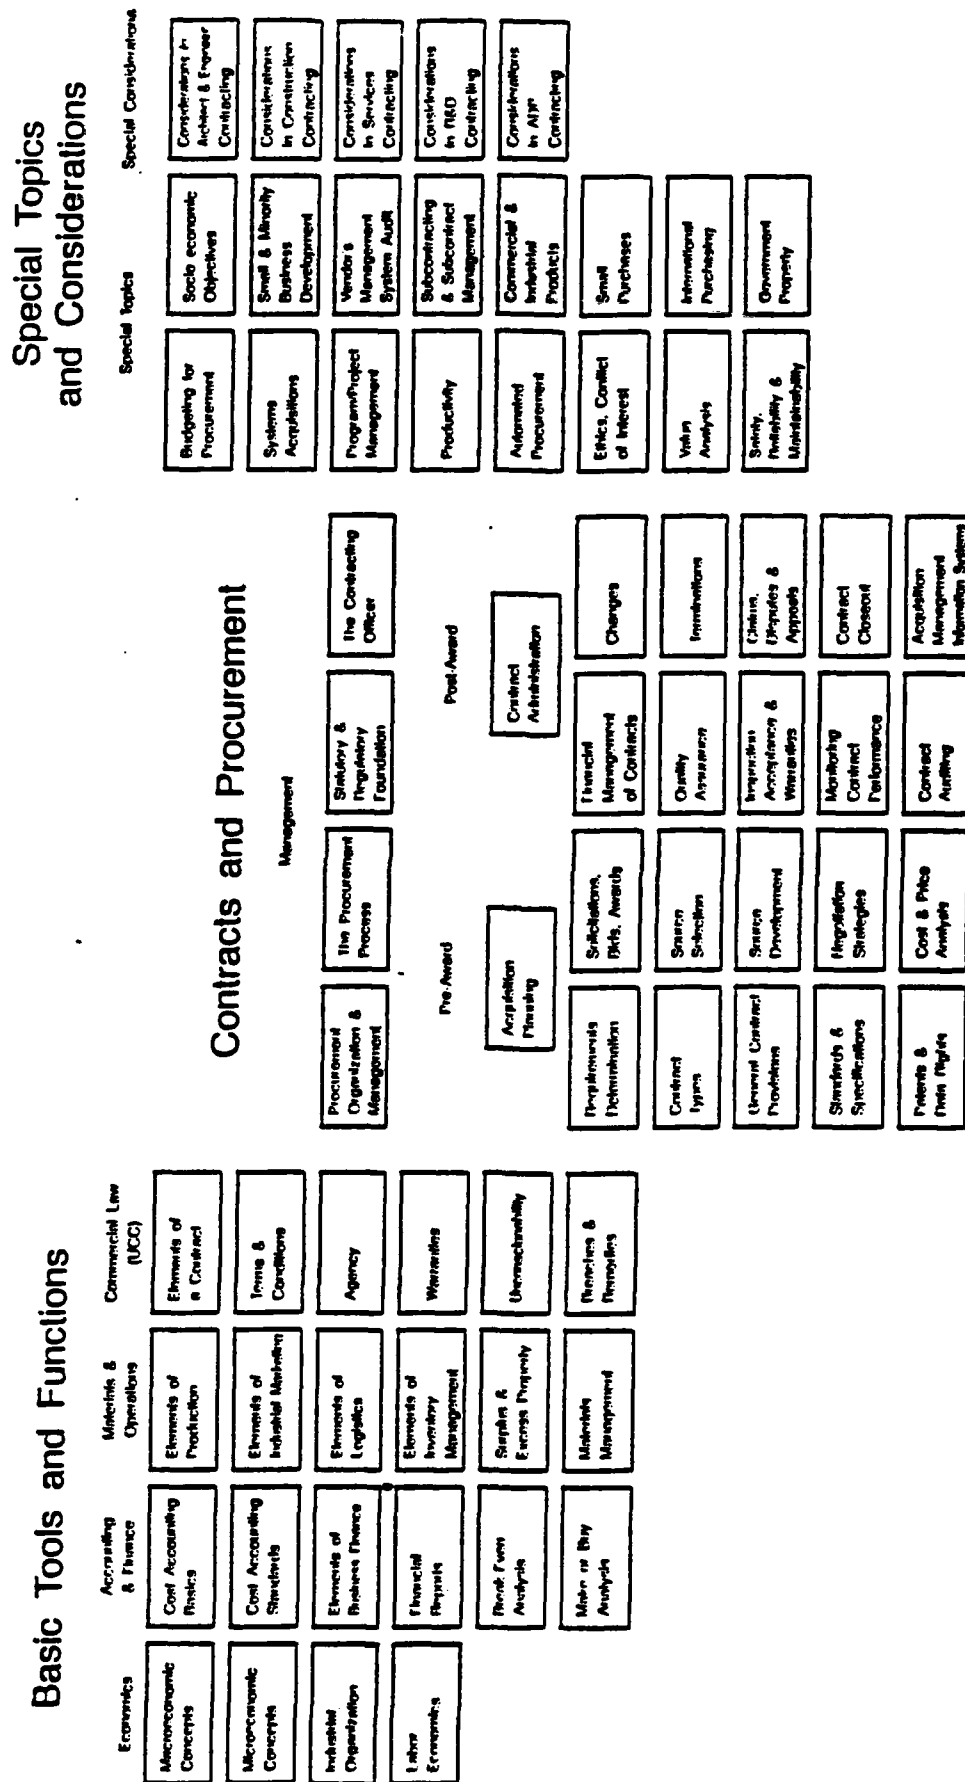 Basic Tools and Functions
Economics
Macroeconomic
Concepts
Microeconomic
Concepts
Industrial
Organization
Labor
Economics
Accounting
& Finance
Cost Accounting
Basics
Cost Accounting
Standards
Elements of
Business Finance
Financial
Reports
Break Even
Analysis
Make or Buy
Analysis
Materials &
Operations
Elements of
Production
Elements of
Industrial Marketing
Elements of
Logistics
Elements of
Inventory
Management
Surplus &
Excess Property
Materials
Management
Commercial Law
(UCC)
Elements of
a Contract
Terms &
Conditions
Agency
Warranties
Unconscionability
Breaches &
Remedies
Contracts and Procurement
Management
Procurement
Organization &
Management
The Procurement
Process
Statutory &
Regulatory
Foundation
The Contracting
Officer
Pre-Award
Acquisition
Planning
Requirements
Determination
Contract
Types
General Contract
Provisions
Standards &
Specifications
Patents &
Data Rights
Solicitations,
Bids, Awards
Source
Selection
Source
Development
Negotiation
Strategies
Cost & Price
Analysis
Post-Award
Contract
Administration
Financial
Management
of Contracts
Quality
Assurance
Inspection
Acceptance &
Warranties
Monitoring
Contract
Performance
Contract
Auditing
Changes
Terminations
Claims,
Disputes &
Appeals
Contract
Closeout
Acquisition
Management
Information Systems
Special Topics
and Considerations
Special Topics
Budgeting for
Procurement
Systems
Acquisitions
Program/Project
Management
Productivity
Automated
Procurement
Ethics, Conflict
of Interest
Value
Analysis
Safety,
Reliability &
Maintainability
Socio economic
Objectives
Small & Minority
Business
Development
Vendor's
Management
System Audit
Subcontracting
& Subcontract
Management
Commercial &
Industrial
Products
Small
Purchases
International
Purchasing
Government
Property
Special Considerations
Considerations in
Architect & Engineer
Contracting
Considerations
in Construction
Contracting
Considerations
in Services
Contracting
Considerations
in R&D
Contracting
Considerations
in ADP
Contracting